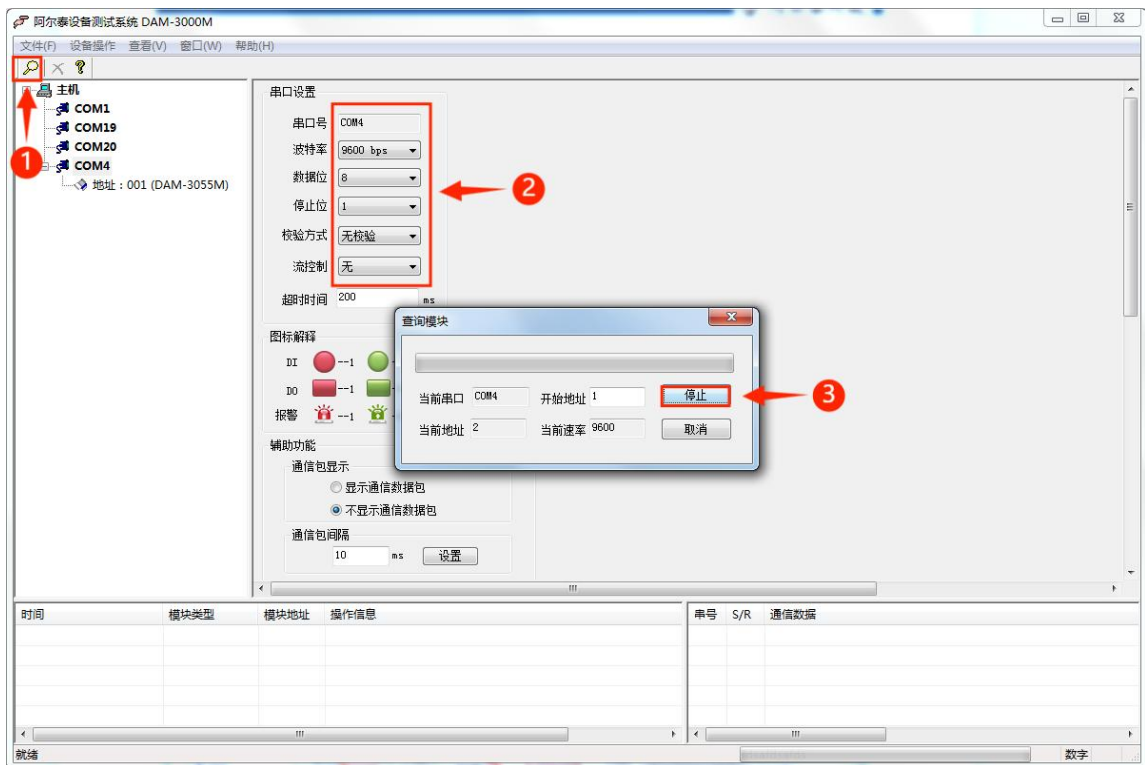 阿尔泰设备测试系统 DAM-3000M
文件(F) 设备操作 查看(V) 窗口(W) 帮助(H)
1
主机
COM1
COM19
COM20
COM4
地址：001 (DAM-3055M)
串口设置
串口号 COM4
波特率 9600 bps
数据位 8
停止位 1
校验方式 无校验
流控制 无
超时时间 200 ms
2
图标解释
DI --1
DO --1
报警 --1
辅助功能
通信包显示
显示通信数据包
不显示通信数据包
通信包间隔
10 ms 设置
查询模块
当前串口 COM4 开始地址 1 停止
当前地址 2 当前速率 9600 取消
3
时间 模块类型 模块地址 操作信息
串号 S/R 通信数据
就绪 数字